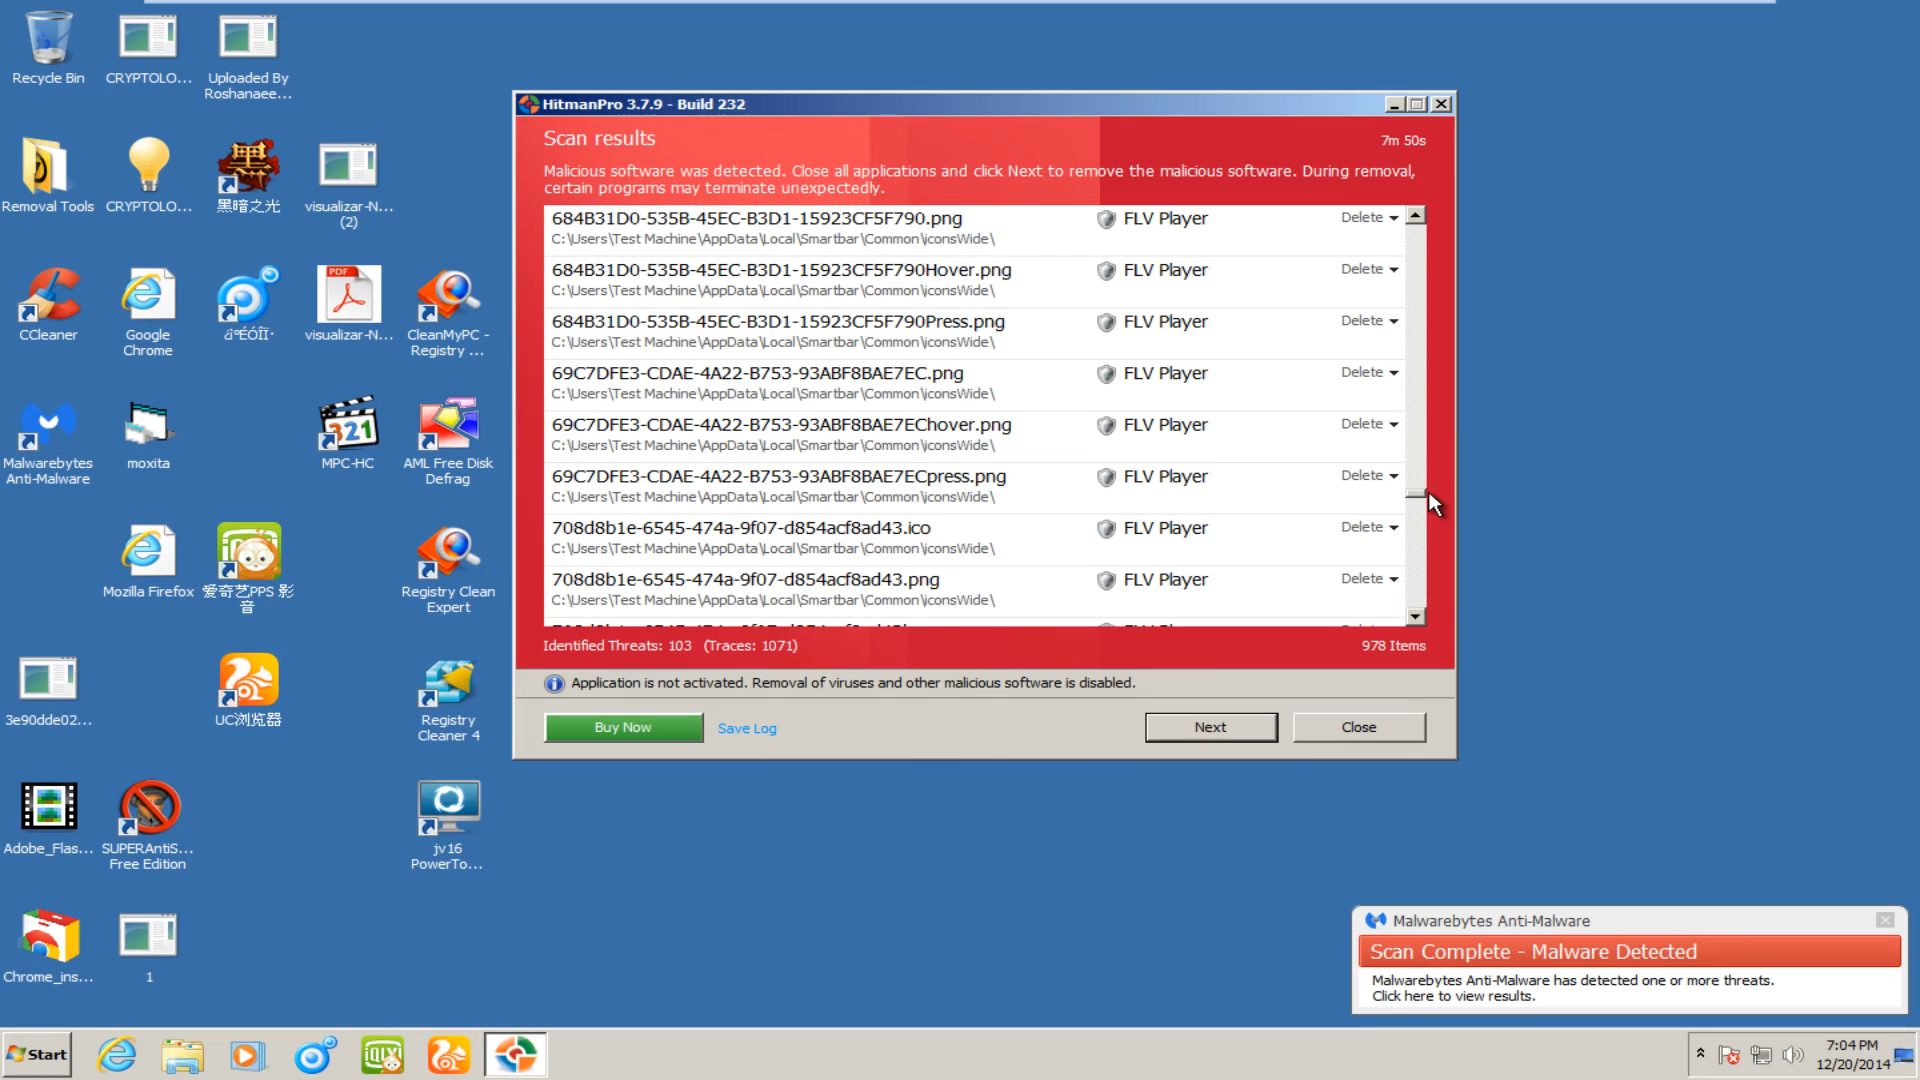 Recycle Bin
CRYPTOLO...
Uploaded By
Roshanaee...
Removal Tools
CRYPTOLO...
黑暗之光
visualizar-N...
(2)
CCleaner
Google
Chrome
visualizar-N...
CleanMyPC -
Registry ...
Malwarebytes
Anti-Malware
moxita
321
MPC-HC
AML Free Disk
Defrag
Mozilla Firefox
爱奇艺PPS 影
音
Registry Clean
Expert
3e90dde02...
UC浏览器
Registry
Cleaner 4
Adobe_Flas...
SUPERAntiS...
Free Edition
jv16
PowerTo...
Chrome_ins...
1
PDF
HitmanPro 3.7.9 - Build 232
Scan results
7m 50s
Malicious software was detected. Close all applications and click Next to remove the malicious software. During removal,
certain programs may terminate unexpectedly.
684B31D0-535B-45EC-B3D1-15923CF5F790.png FLV Player Delete
C:\Users\Test Machine\AppData\Local\Smartbar\Common\iconsWide\
684B31D0-535B-45EC-B3D1-15923CF5F790Hover.png FLV Player Delete
C:\Users\Test Machine\AppData\Local\Smartbar\Common\iconsWide\
684B31D0-535B-45EC-B3D1-15923CF5F790Press.png FLV Player Delete
C:\Users\Test Machine\AppData\Local\Smartbar\Common\iconsWide\
69C7DFE3-CDAE-4A22-B753-93ABF8BAE7EC.png FLV Player Delete
C:\Users\Test Machine\AppData\Local\Smartbar\Common\iconsWide\
69C7DFE3-CDAE-4A22-B753-93ABF8BAE7EChover.png FLV Player Delete
C:\Users\Test Machine\AppData\Local\Smartbar\Common\iconsWide\
69C7DFE3-CDAE-4A22-B753-93ABF8BAE7ECpress.png FLV Player Delete
C:\Users\Test Machine\AppData\Local\Smartbar\Common\iconsWide\
708d8b1e-6545-474a-9f07-d854acf8ad43.ico FLV Player Delete
C:\Users\Test Machine\AppData\Local\Smartbar\Common\iconsWide\
708d8b1e-6545-474a-9f07-d854acf8ad43.png FLV Player Delete
C:\Users\Test Machine\AppData\Local\Smartbar\Common\iconsWide\
Identified Threats: 103 (Traces: 1071)
978 Items
Application is not activated. Removal of viruses and other malicious software is disabled.
Buy Now
Save Log
Next
Close
Malwarebytes Anti-Malware
Scan Complete - Malware Detected
Malwarebytes Anti-Malware has detected one or more threats.
Click here to view results.
Start
7:04 PM
12/20/2014